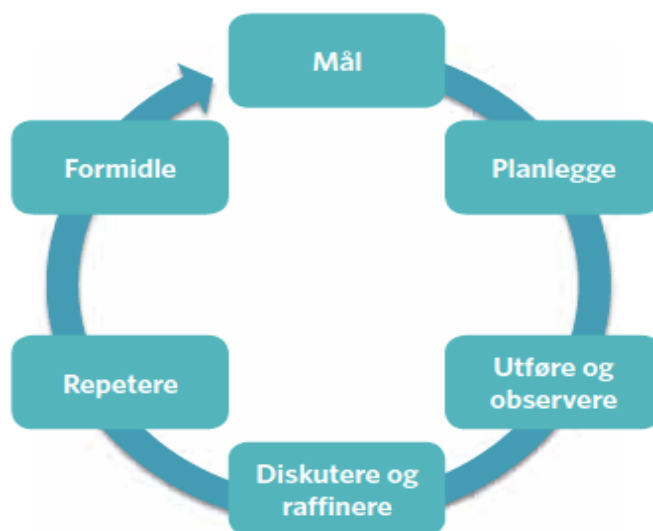 Mål
Planlegge
Utføre og
observere
Diskutere og
raffinere
Repetere
Formidle